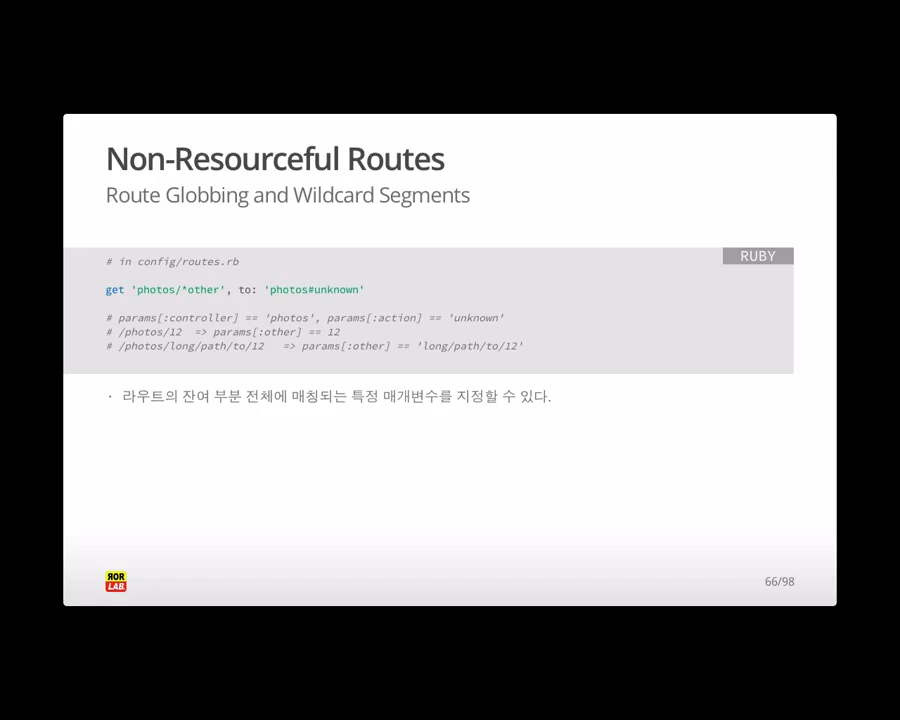 Non-Resourceful Routes
Route Globbing and Wildcard Segments
RUBY
# in config/routes.rb
get 'photos/*other', to: 'photos#unknown'
# params[:controller] == 'photos', params[:action] == 'unknown'
# /photos/12  => params[:other] == 12
# /photos/long/path/to/12   => params[:other] == 'long/path/to/12'
· 라우트의 잔여 부분 전체에 매칭되는 특정 매개변수를 지정할 수 있다.
ЯOR
LAB
66/98